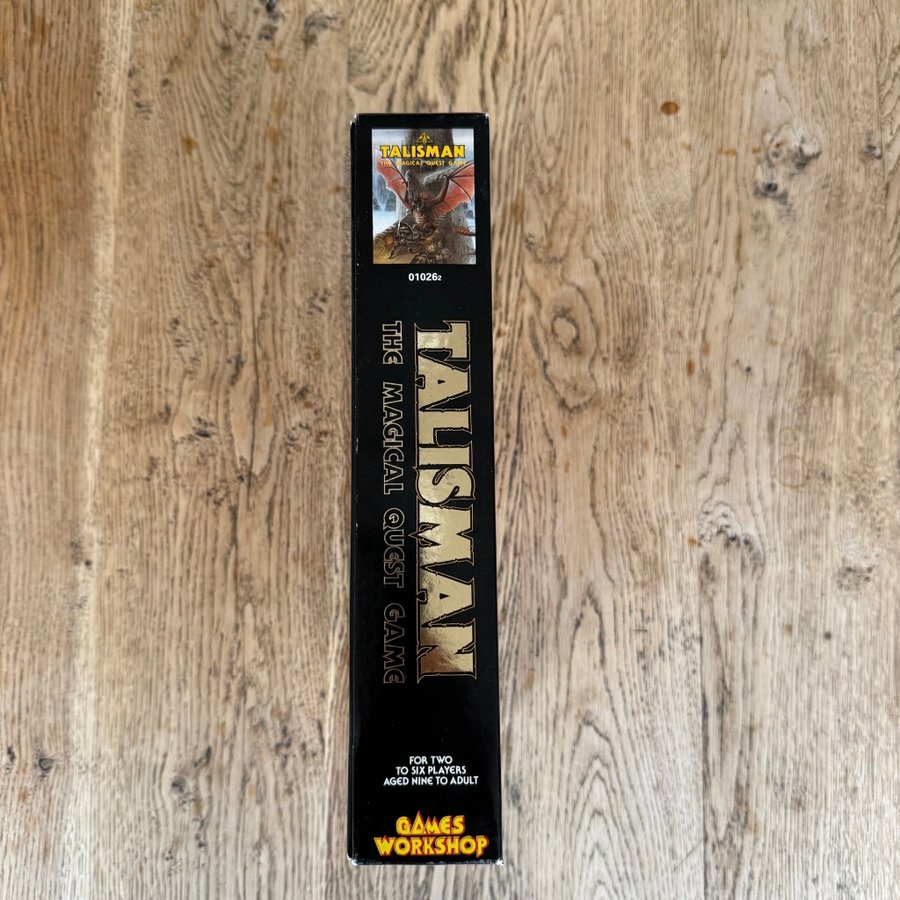 TALISMAN
THE MAGICAL QUEST GAME
01026₂
TALISMAN
THE MAGICAL QUEST GAME
FOR TWO
TO SIX PLAYERS
AGED NINE TO ADULT
GAMES
WORKSHOP